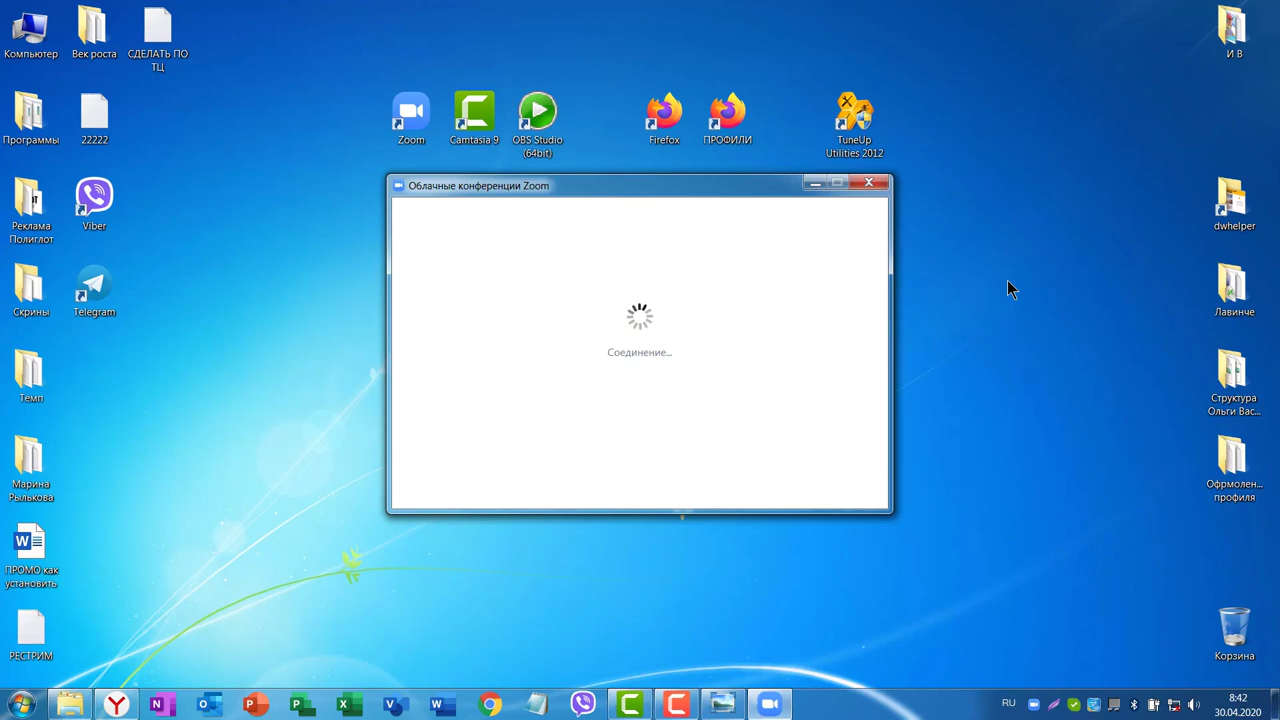 Компьютер
Век роста
СДЕЛАТЬ ПО
ТЦ
И В
Программы
22222
Zoom
Camtasia 9
OBS Studio
(64bit)
Firefox
ПРОФИЛИ
TuneUp
Utilities 2012
Облачные конференции Zoom
Соединение...
Реклама
Полиглот
Viber
dwhelper
Скрины
Telegram
Лавинче
Темп
Структура
Ольги Вас...
Марина
Рылькова
Офрмолен...
профиля
ПРОМО как
установить
РЕСТРИМ
Корзина
RU
8:42
30.04.2020